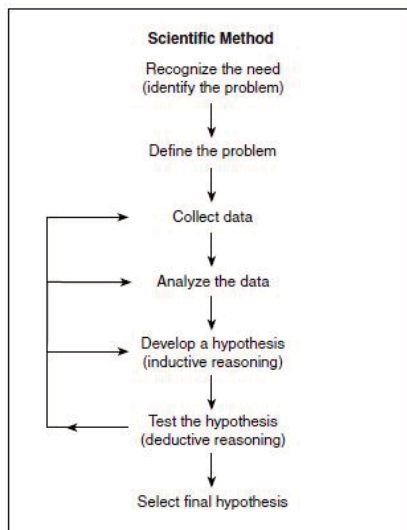 Scientific Method
Recognize the need
(identify the problem)
Define the problem
Collect data
Analyze the data
Develop a hypothesis
(inductive reasoning)
Test the hypothesis
(deductive reasoning)
Select final hypothesis